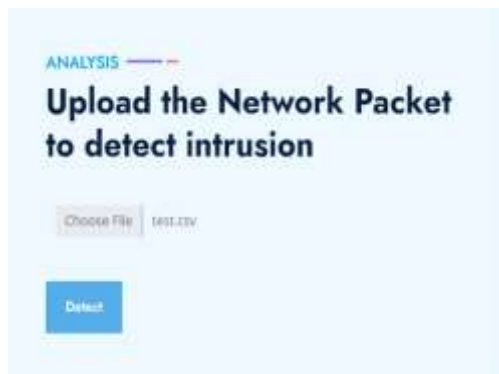 ANALYSIS
Upload the Network Packet
to detect intrusion
Choose File test.csv
Detect